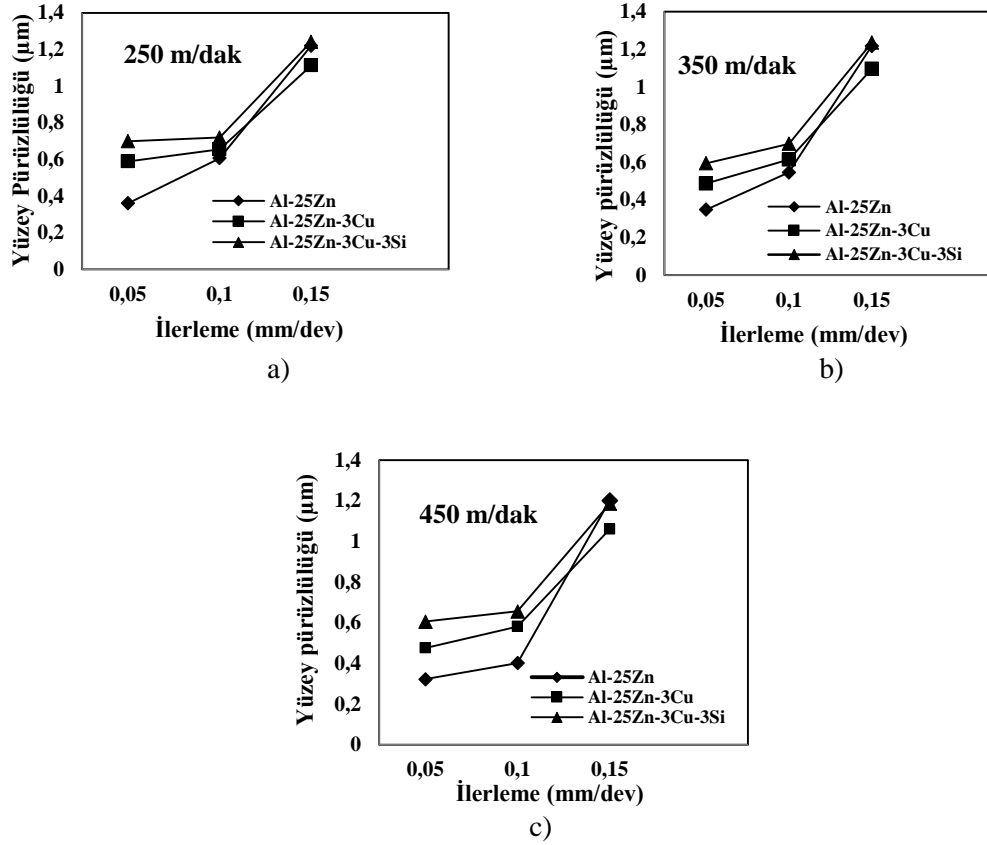 Yüzey Pürüzlülüğü (µm)
1,4
1,2
1
0,8
0,6
0,4
0,2
0
250 m/dak
Al-25Zn
Al-25Zn-3Cu
Al-25Zn-3Cu-3Si
0,05 0,1 0,15
İlerleme (mm/dev)
a)
Yüzey pürüzlülüğü (µm)
1,4
1,2
1
0,8
0,6
0,4
0,2
0
350 m/dak
Al-25Zn
Al-25Zn-3Cu
Al-25Zn-3Cu-3Si
0,05 0,1 0,15
İlerleme (mm/dev)
b)
Yüzey pürüzlülüğü (µm)
1,4
1,2
1
0,8
0,6
0,4
0,2
0
450 m/dak
Al-25Zn
Al-25Zn-3Cu
Al-25Zn-3Cu-3Si
0,05 0,1 0,15
İlerleme (mm/dev)
c)